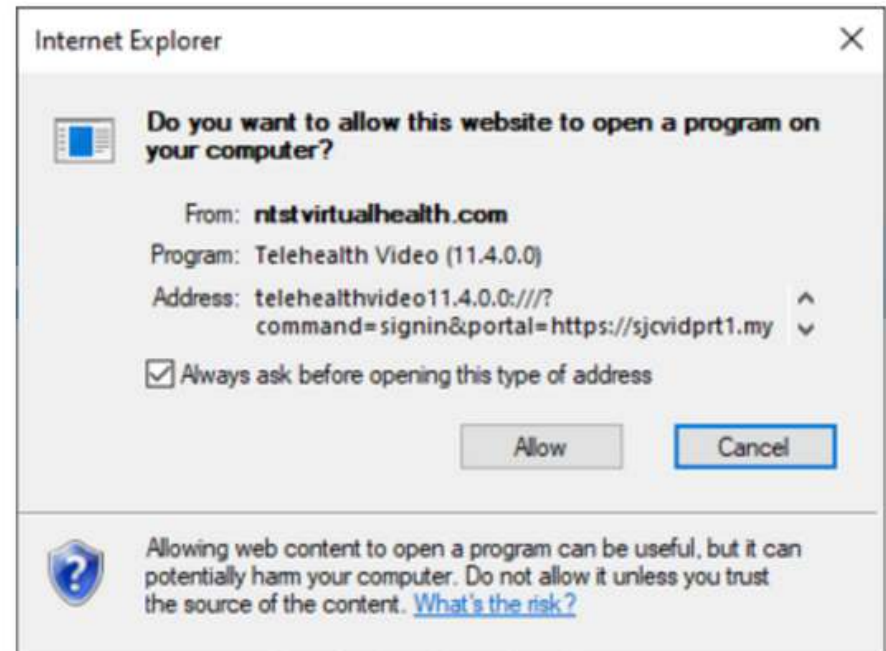 Internet Explorer
Do you want to allow this website to open a program on
your computer?
From: ntstvirtualhealth.com
Program: Telehealth Video (11.4.0.0)
Address: telehealthvideo11.4.0.0:///?
command=signin&portal=https://sjcvidprt1.my
Always ask before opening this type of address
Allow
Cancel
Allowing web content to open a program can be useful, but it can
potentially harm your computer. Do not allow it unless you trust
the source of the content. What's the risk?